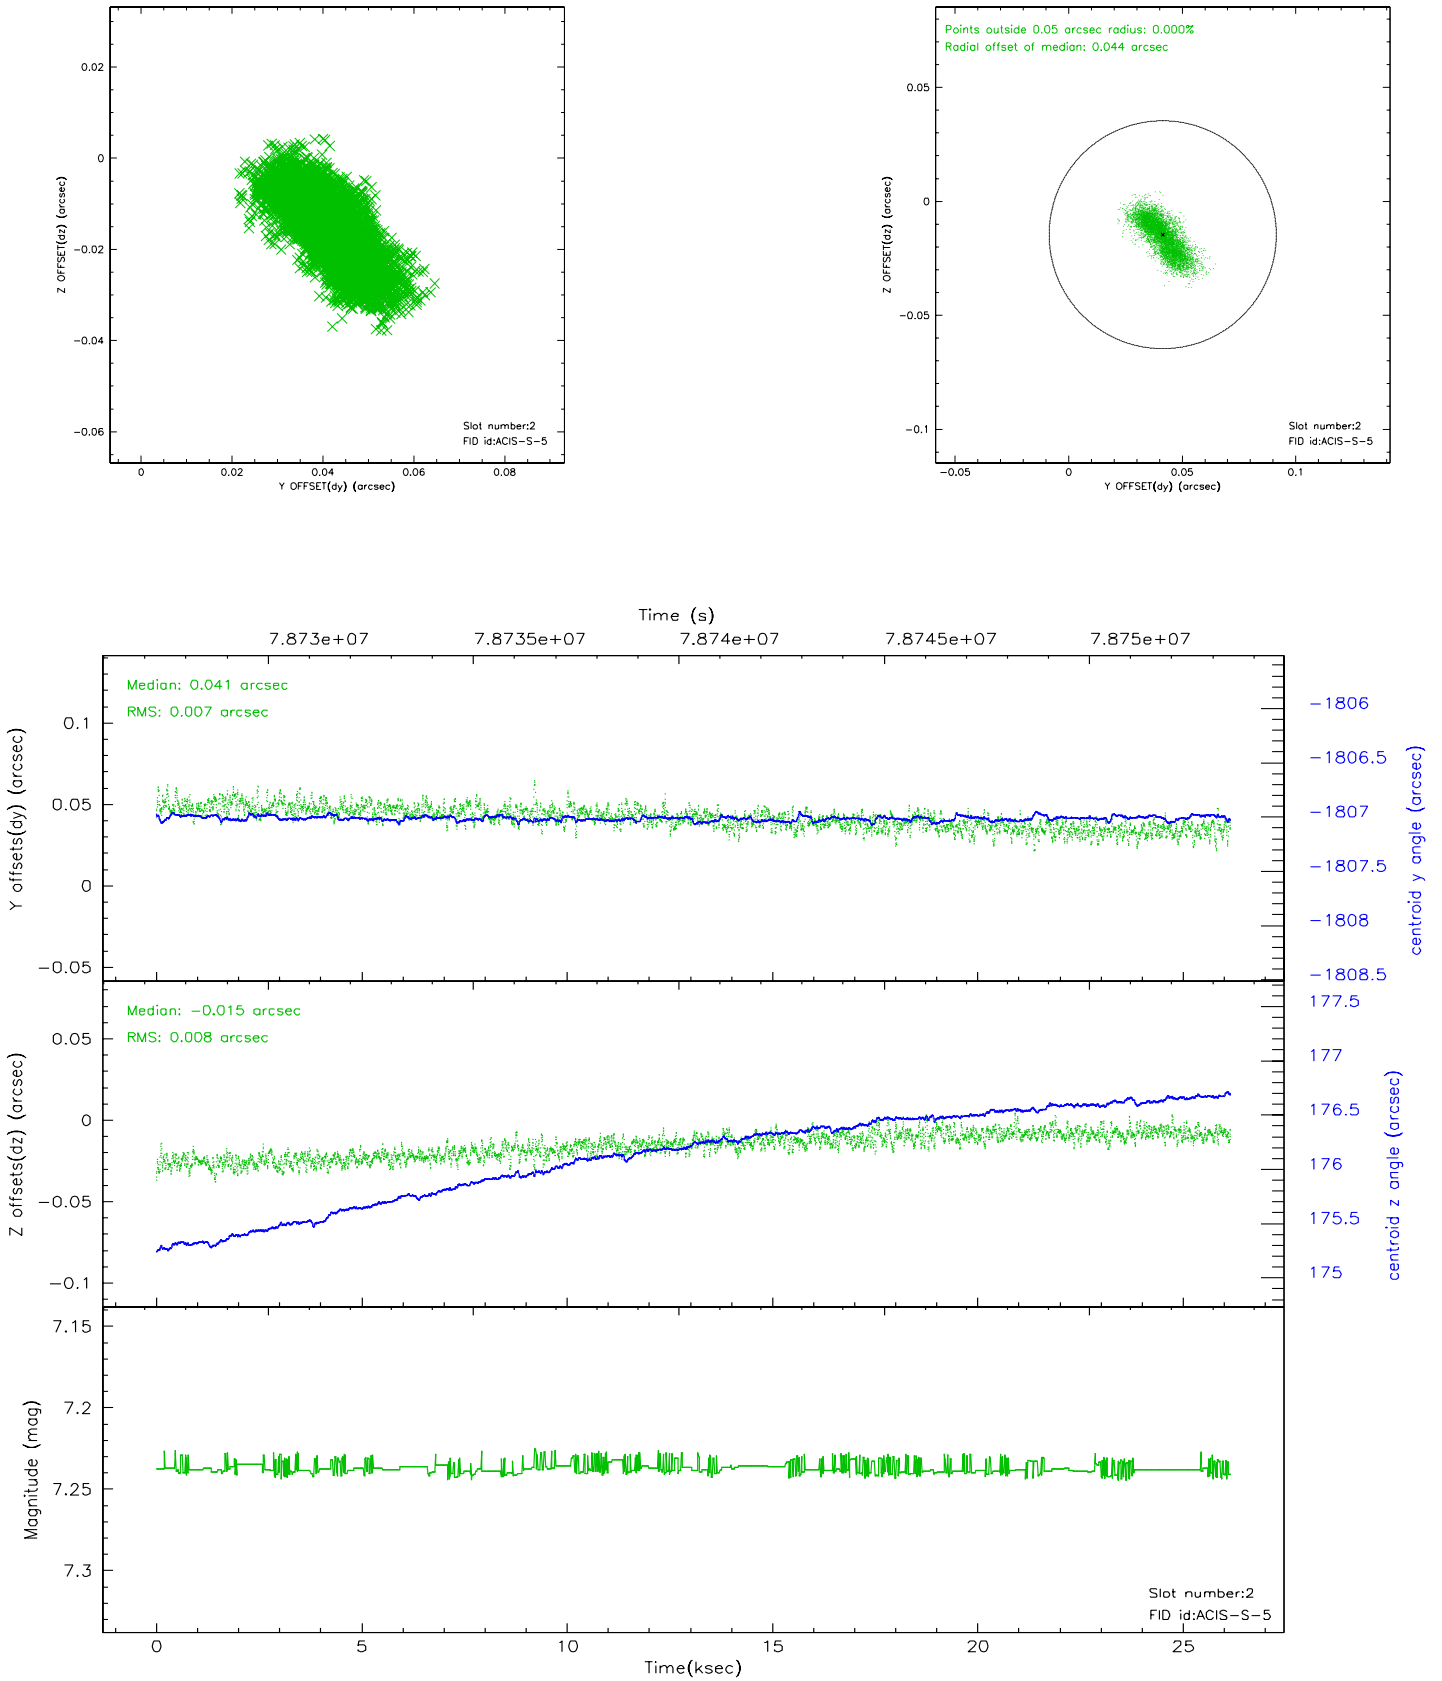 0.02
0
-0.02
-0.04
-0.06
Z OFFSET(dz) (arcsec)
0
0.02
0.04
0.06
0.08
Y OFFSET(dy) (arcsec)
Slot number:2
FID id:ACIS-S-5
Points outside 0.05 arcsec radius: 0.000%
Radial offset of median: 0.044 arcsec
0.05
0
-0.05
-0.1
Z OFFSET(dz) (arcsec)
-0.05
0
0.05
0.1
Y OFFSET(dy) (arcsec)
Slot number:2
FID id:ACIS-S-5
Time (s)
7.873e+07
7.8735e+07
7.874e+07
7.8745e+07
7.875e+07
Median: 0.041 arcsec
RMS: 0.007 arcsec
0.1
0.05
0
-0.05
Y offsets(dy) (arcsec)
-1806
-1806.5
-1807
-1807.5
-1808
-1808.5
centroid y angle (arcsec)
Median: -0.015 arcsec
RMS: 0.008 arcsec
0.05
0
-0.05
-0.1
Z offsets(dz) (arcsec)
177.5
177
176.5
176
175.5
175
centroid z angle (arcsec)
7.15
7.2
7.25
7.3
Magnitude (mag)
Slot number:2
FID id:ACIS-S-5
0
5
10
15
20
25
Time(ksec)